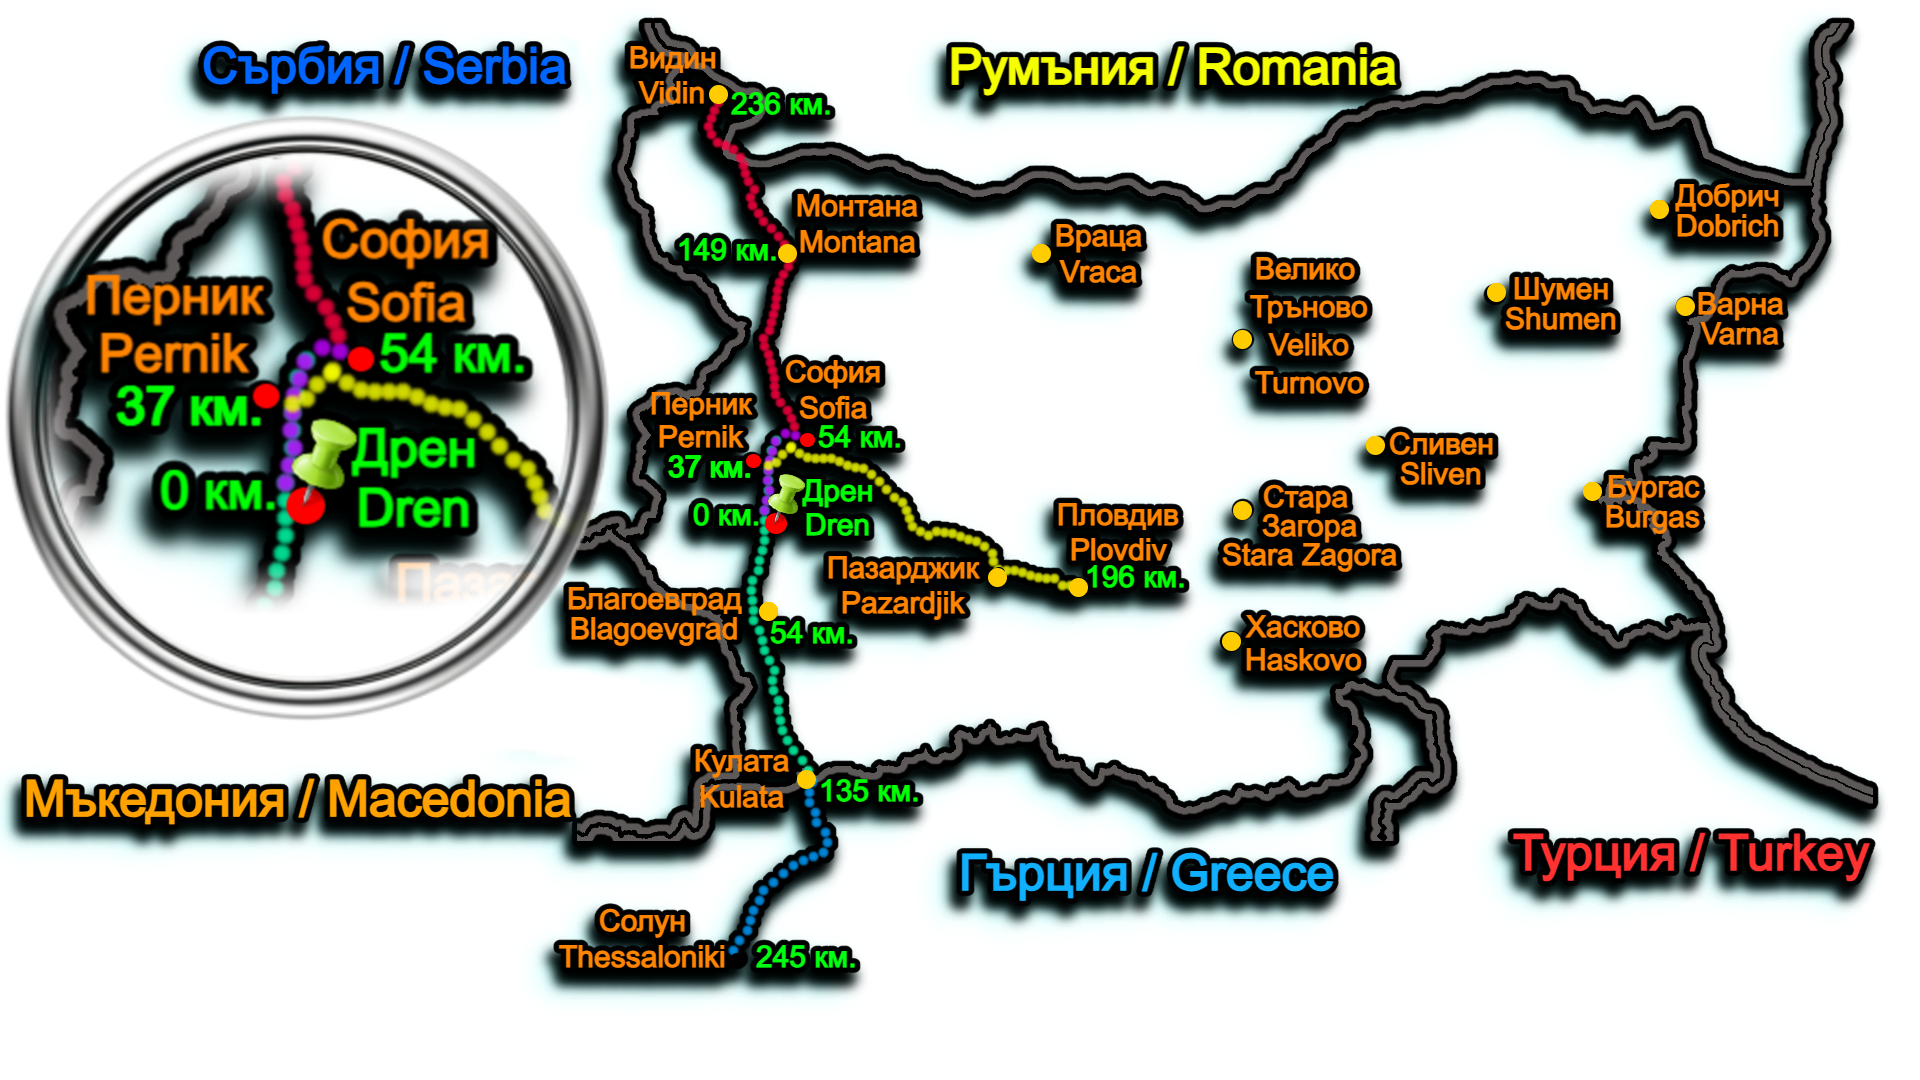 Сърбия / Serbia
Румъния / Romania
Видин
Vidin
236 км.
Монтана
Montana
149 км.
Враца
Vraca
Добрич
Dobrich
Велико
Тръново
Veliko
Turnovo
Шумен
Shumen
Варна
Varna
София
Sofia
54 км.
Перник
Pernik
37 км.
Дрен
Dren
0 км.
Паза
София
Sofia
54 км.
Перник
Pernik
37 км.
Дрен
Dren
0 км.
Сливен
Sliven
Бургас
Burgas
Стара
Загора
Stara Zagora
Пловдив
Plovdiv
196 км.
Пазарджик
Pazardjik
Благоевград
Blagoevgrad
54 км.
Хасково
Haskovo
Кулата
Kulata
135 км.
Мъкедония / Macedonia
Гърция / Greece
Турция / Turkey
Солун
Thessaloniki
245 км.